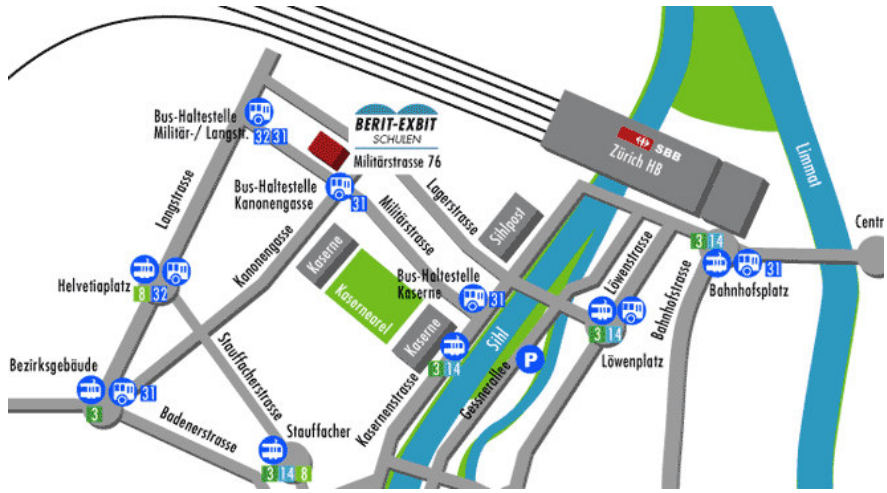 Bus-Haltestelle
Militär-/ Langstr.
32 31
BERIT-EXBIT
SCHULEN
Militärstrasse 76
SBB
Zürich HB
Limmat
Langstrasse
Bus-Haltestelle
Kanonengasse
31
Militärstrasse
Lagerstrasse
Sihlpost
Kanonengasse
Kaserne
Kasernearel
Kaserne
Bus-Haltestelle
Kaserne
31
3 14
Löwenstrasse
Bahnhofstrasse
3 14
31
Bahnhofsplatz
Centr
Helvetiaplatz
8 32
Sihl
P
3 14
Löwenplatz
Gessnerallee
Kasernenstrasse
Stauffacherstrasse
Bezirksgebäude
31
3
Badenerstrasse
Stauffacher
3 14 8